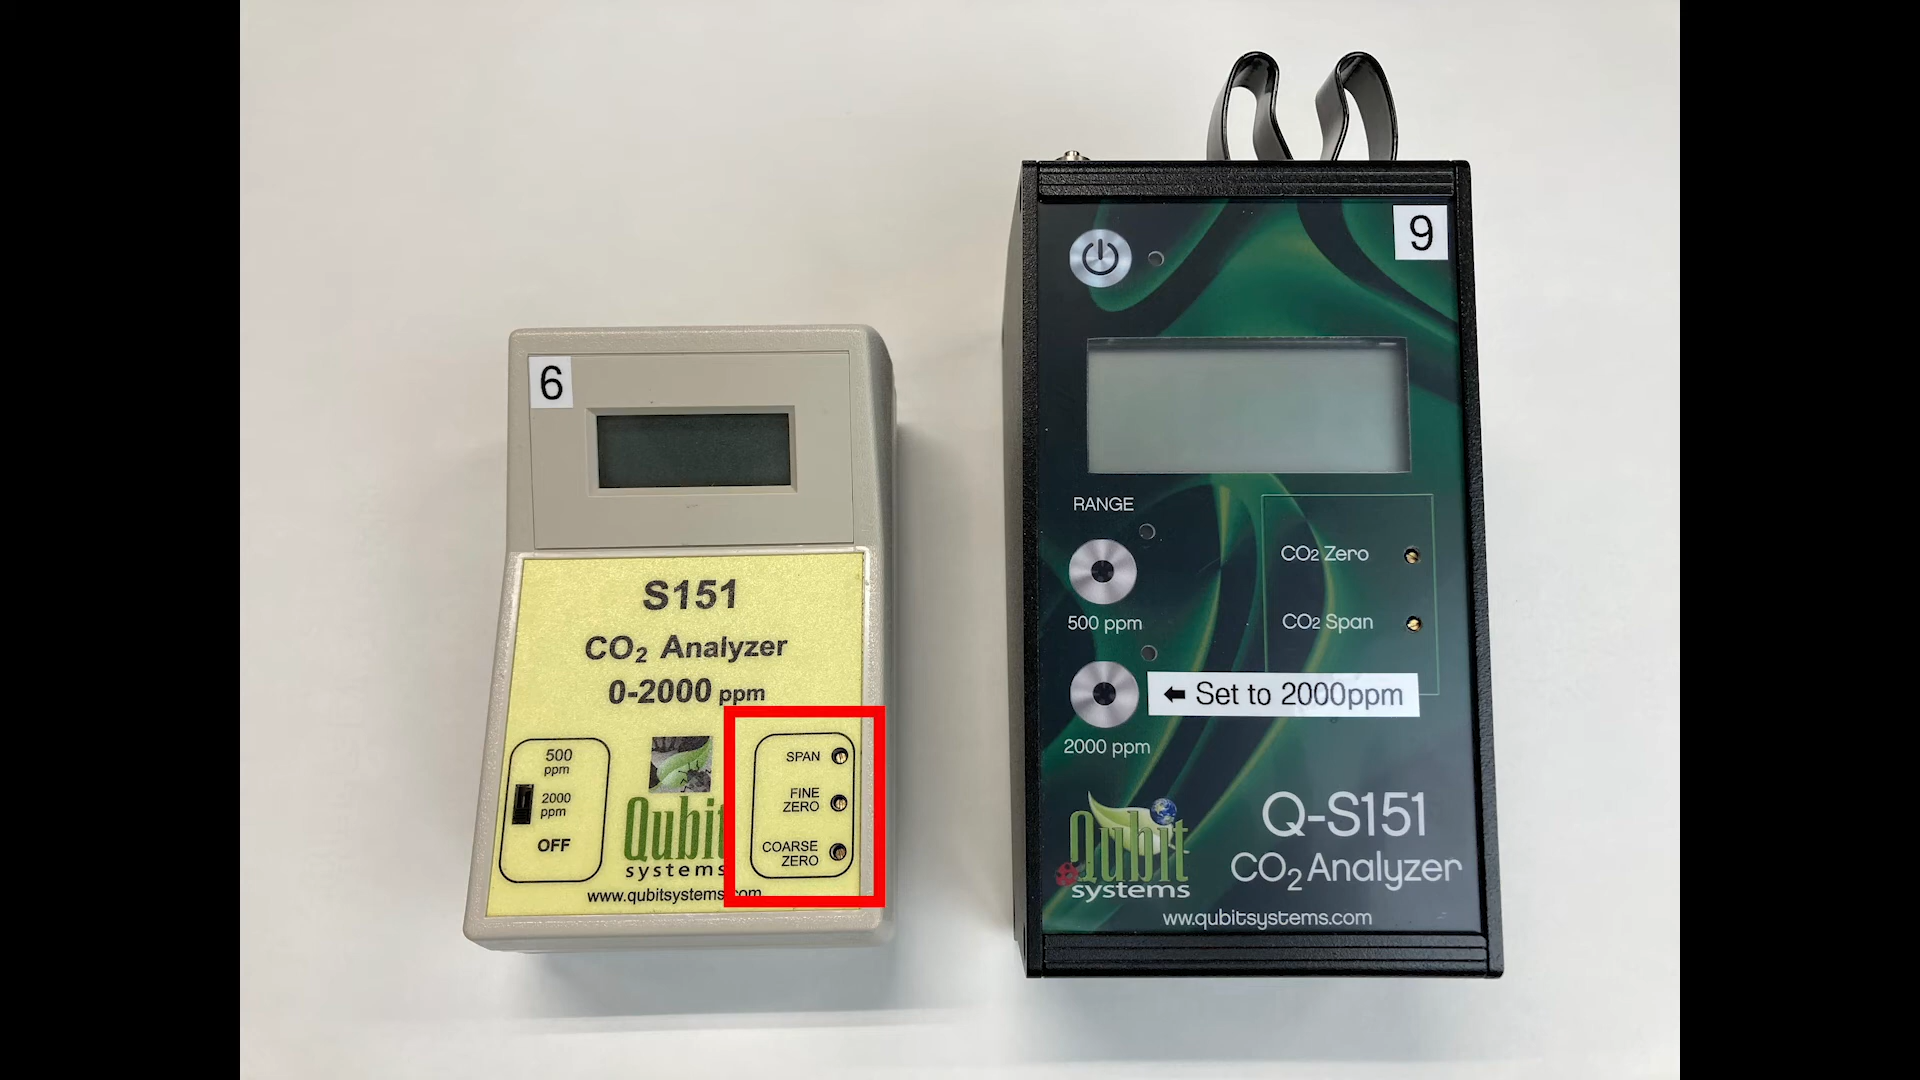 6
S151
CO2 Analyzer
0-2000 ppm
500
ppm
2000
ppm
OFF
SPAN
FINE
ZERO
COARSE
ZERO
Qubit
systems
www.qubitsystems.com
9
RANGE
500 ppm
2000 ppm
CO2 Zero
CO2 Span
← Set to 2000ppm
Qubit
systems
Q-S151
CO2 Analyzer
ww.qubitsystems.com